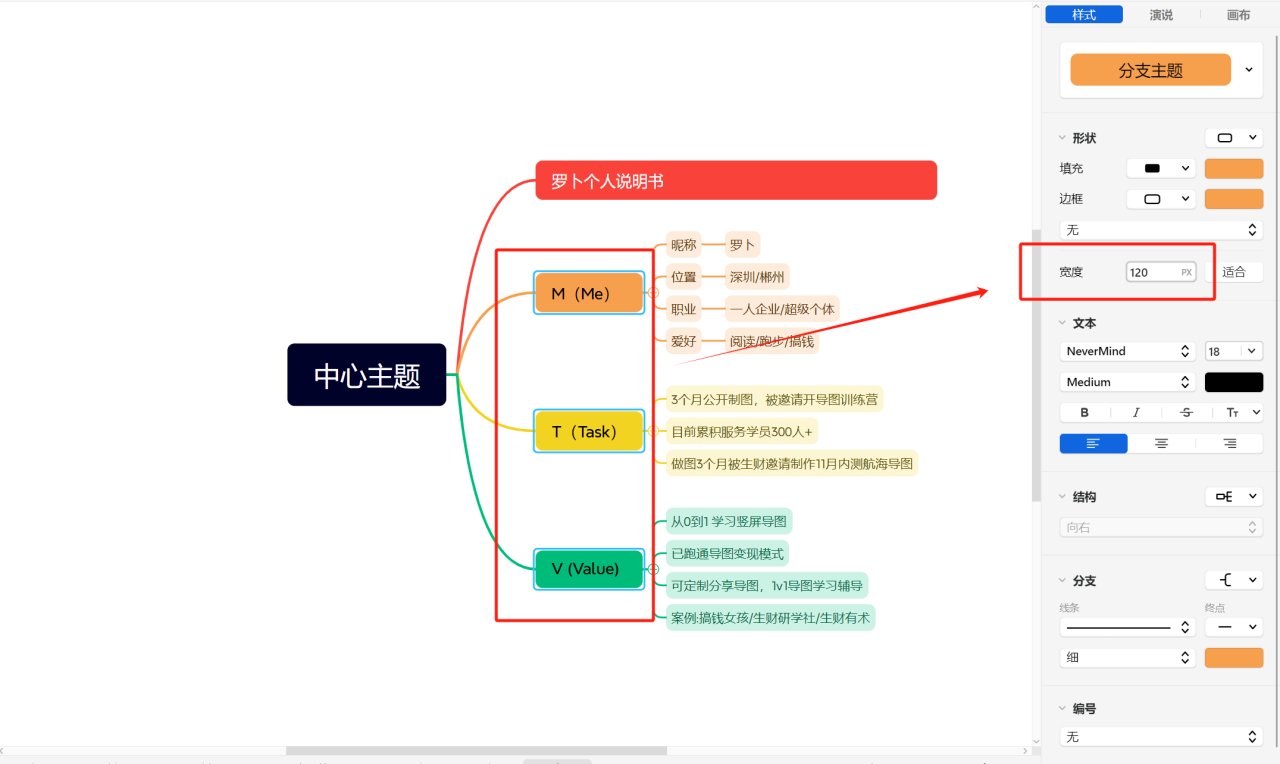 样式 演说 画布
分支主题
形状
填充
边框
无
宽度 120 PX 适合
文本
NeverMind 18
Medium
B I S Tт
结构
向右
分支
线条 终点
细
编号
无
中心主题
罗卜个人说明书
M（Me）
昵称 罗卜
位置 深圳/郴州
职业 一人企业/超级个体
爱好 阅读/跑步/搞钱
T（Task）
3个月公开制图，被邀请开导图训练营
目前累积服务学员300人+
做图3个月被生财邀请制作11月内测航海导图
V (Value)
从0到1 学习竖屏导图
已跑通导图变现模式
可定制分享导图，1v1导图学习辅导
案例:搞钱女孩/生财研学社/生财有术